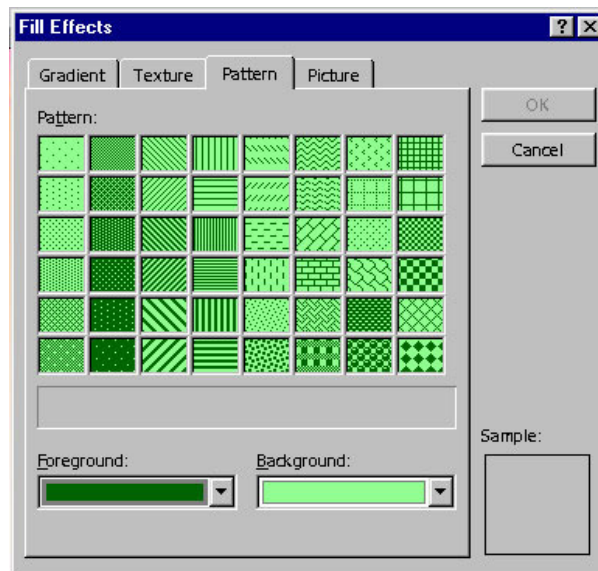 Fill Effects
Gradient Texture Pattern Picture
OK
Pattern:
Cancel
Sample:
Foreground: Background: